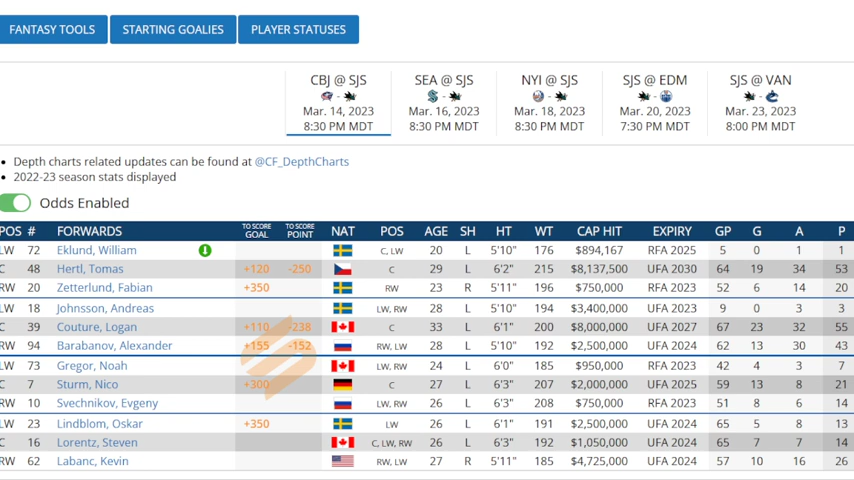 FANTASY TOOLS STARTING GOALIES PLAYER STATUSES
CBJ @ SJS SEA @ SJS NYI @ SJS SJS @ EDM SJS @ VAN
Mar. 14, 2023 Mar. 16, 2023 Mar. 18, 2023 Mar. 20, 2023 Mar. 23, 2023
8:30 PM MDT 8:30 PM MDT 8:30 PM MDT 7:30 PM MDT 8:00 PM MDT
Depth charts related updates can be found at @CF_DepthCharts
2022-23 season stats displayed
Odds Enabled
POS # FORWARDS TO SCORE GOAL TO SCORE POINT NAT POS AGE SH HT WT CAP HIT EXPIRY GP G A P
LW 72 Eklund, William C, LW 20 L 5'10" 176 $894,167 RFA 2025 5 0 1 1
C 48 Hertl, Tomas +120 -250 C 29 L 6'2" 215 $8,137,500 UFA 2030 64 19 34 53
RW 20 Zetterlund, Fabian +350 RW 23 R 5'11" 196 $750,000 RFA 2023 52 6 14 20
LW 18 Johnsson, Andreas LW, RW 28 L 5'10" 194 $3,400,000 UFA 2023 9 0 3 3
C 39 Couture, Logan +110 -238 C 33 L 6'1" 200 $8,000,000 UFA 2027 67 23 32 55
RW 94 Barabanov, Alexander +155 -152 RW, LW 28 L 5'10" 192 $2,500,000 UFA 2024 62 13 30 43
LW 73 Gregor, Noah LW, RW 24 L 6'0" 185 $950,000 RFA 2023 42 4 3 7
C 7 Sturm, Nico +300 C 27 L 6'3" 207 $2,000,000 UFA 2025 59 13 8 21
RW 10 Svechnikov, Evgeny LW, RW 26 L 6'3" 208 $750,000 RFA 2023 51 8 6 14
LW 23 Lindblom, Oskar +350 LW 26 L 6'1" 191 $2,500,000 UFA 2024 65 5 8 13
C 16 Lorentz, Steven C, LW, RW 26 L 6'3" 192 $1,050,000 UFA 2024 65 7 7 14
RW 62 Labanc, Kevin RW, LW 27 R 5'11" 185 $4,725,000 UFA 2024 57 10 16 26